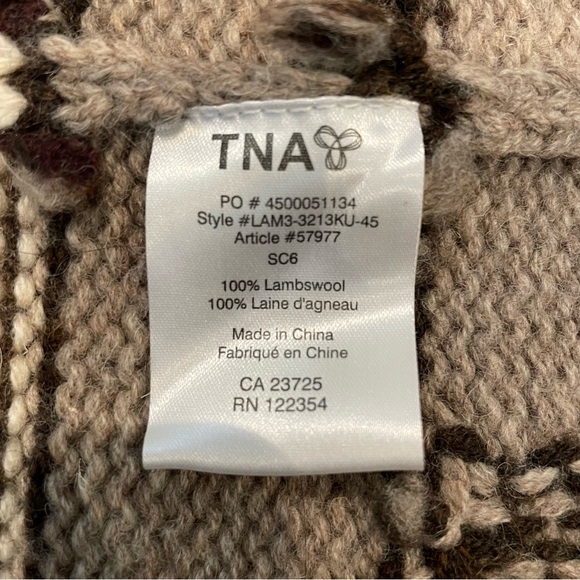 TNA
PO # 4500051134
Style #LAM3-3213KU-45
Article #57977
SC6
100% Lambswool
100% Laine d'agneau
Made in China
Fabriqué en Chine
CA 23725
RN 122354